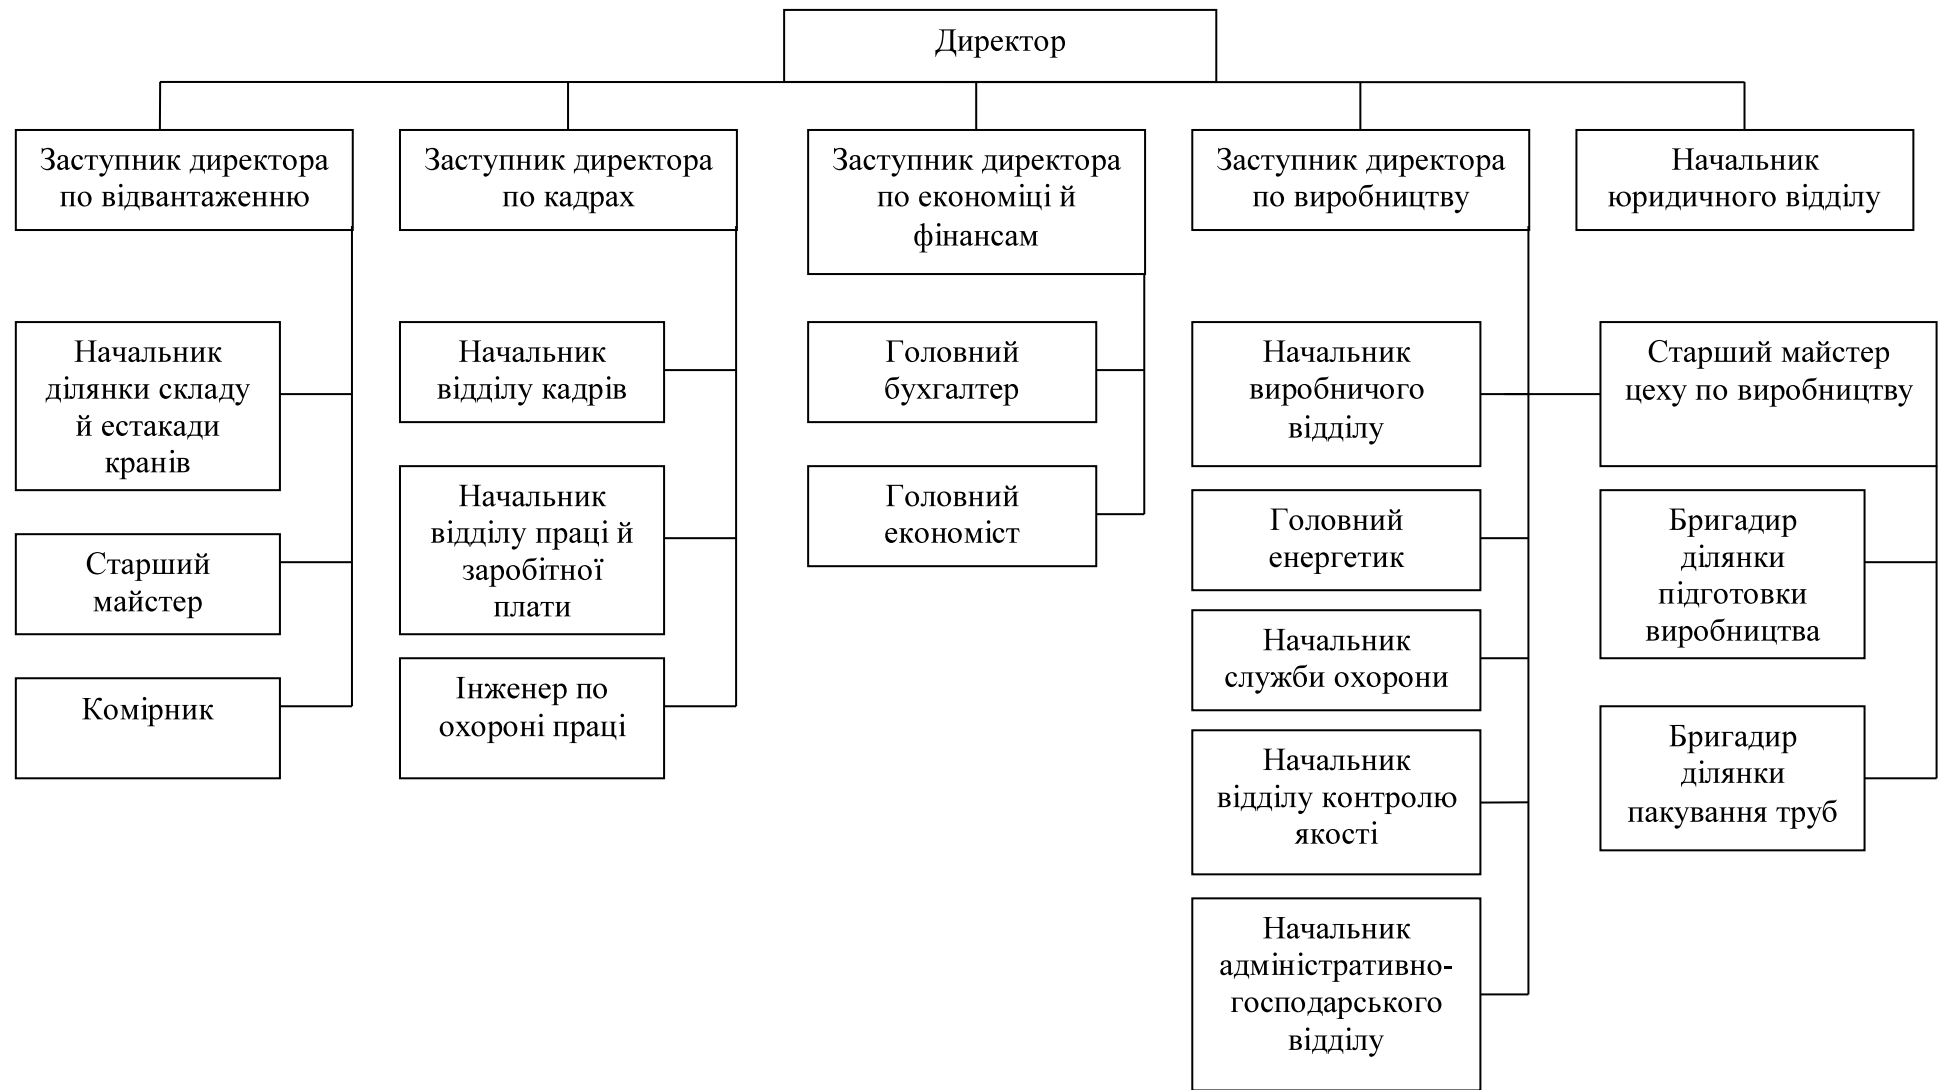 Директор
Заступник директора
по відвантаженню
Заступник директора
по кадрах
Заступник директора
по економіці й
фінансам
Заступник директора
по виробництву
Начальник
юридичного відділу
Начальник
ділянки складу
й естакади
кранів
Старший
майстер
Комірник
Начальник
відділу кадрів
Начальник
відділу праці й
заробітної
плати
Інженер по
охороні праці
Головний
бухгалтер
Головний
економіст
Начальник
виробничого
відділу
Головний
енергетик
Начальник
служби охорони
Начальник
відділу контролю
якості
Начальник
адміністративно-
господарського
відділу
Старший майстер
цеху по виробництву
Бригадир
ділянки
підготовки
виробництва
Бригадир
ділянки
пакування труб